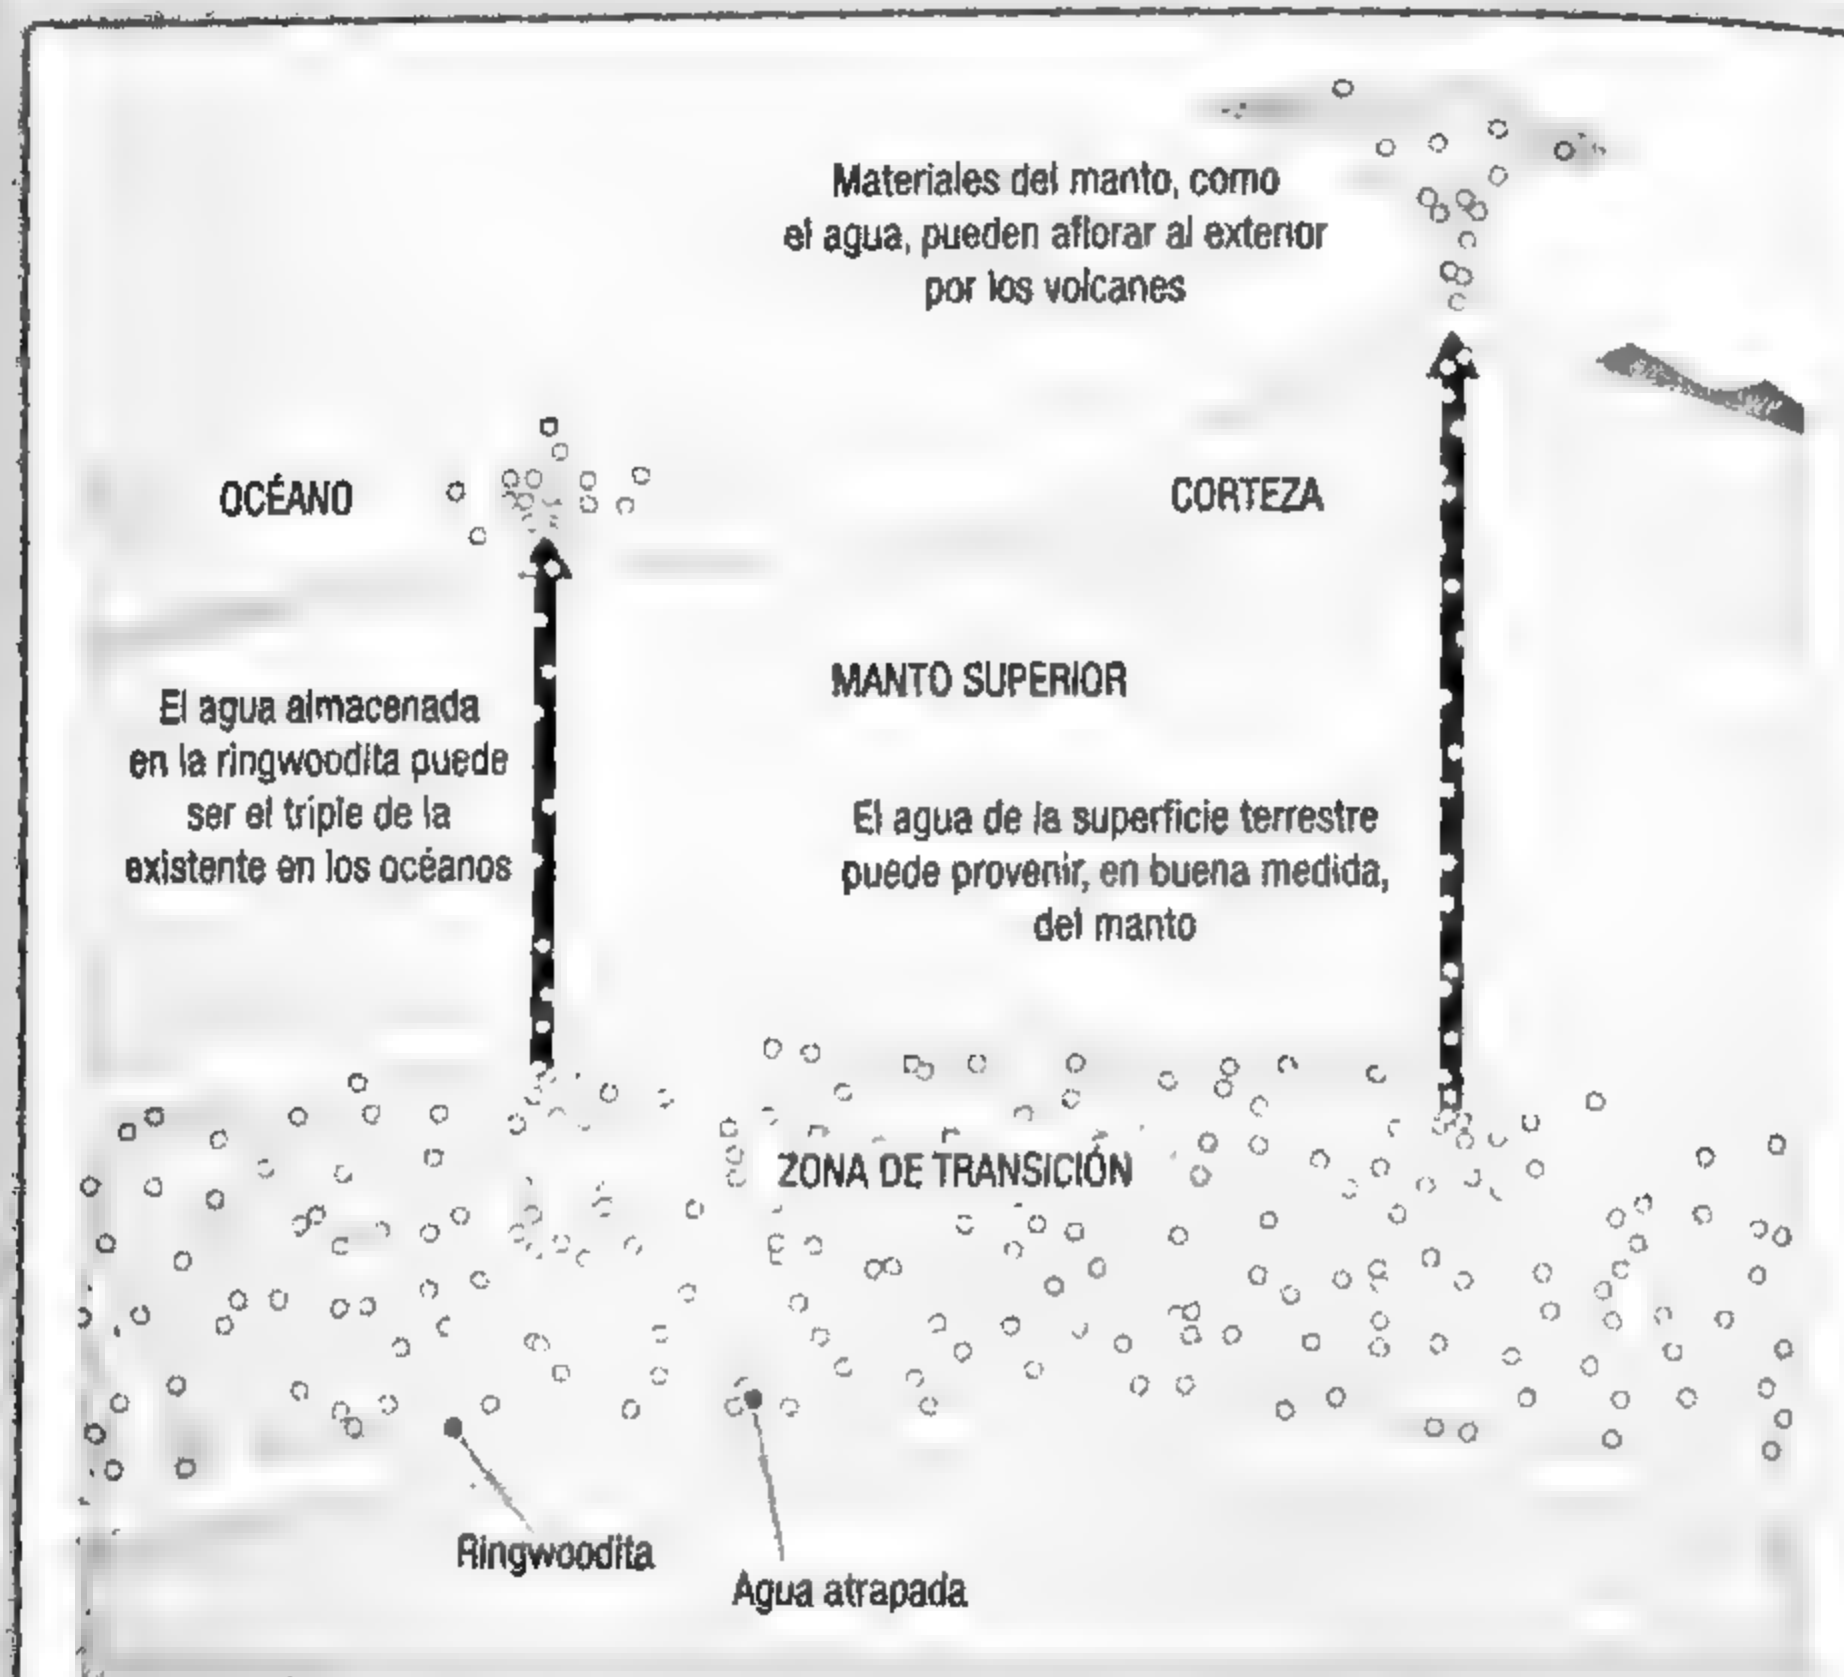 Materiales del manto, como
el agua, pueden aflorar al exterior
por los volcanes
OCÉANO
CORTEZA
MANTO SUPERIOR
El agua almacenada
en la ringwoodita puede
ser el triple de la
existente en los océanos
El agua de la superficie terrestre
puede provenir, en buena medida,
del manto
ZONA DE TRANSICIÓN
Ringwoodita
Agua atrapada